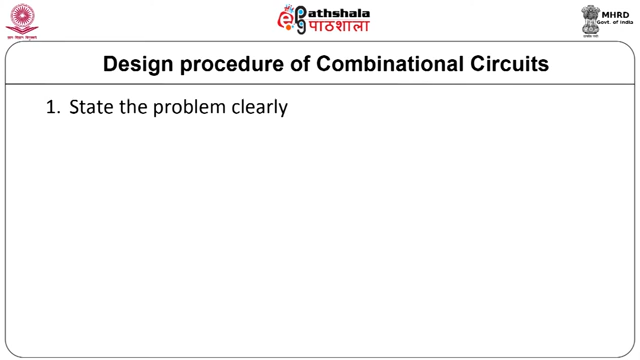 Pathshala
पाठशाला
MHRD
Govt. of India
Design procedure of Combinational Circuits
1. State the problem clearly